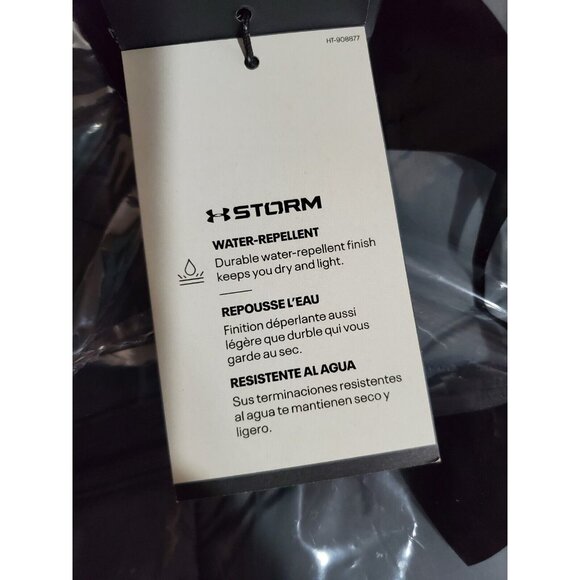 HT-908877
STORM
WATER-REPELLENT
Durable water-repellent finish
keeps you dry and light.
REPOUSSE L'EAU
Finition déperlante aussi
légère que durble qui vous
garde au sec.
RESISTENTE AL AGUA
Sus terminaciones resistentes
al agua te mantienen seco y
ligero.